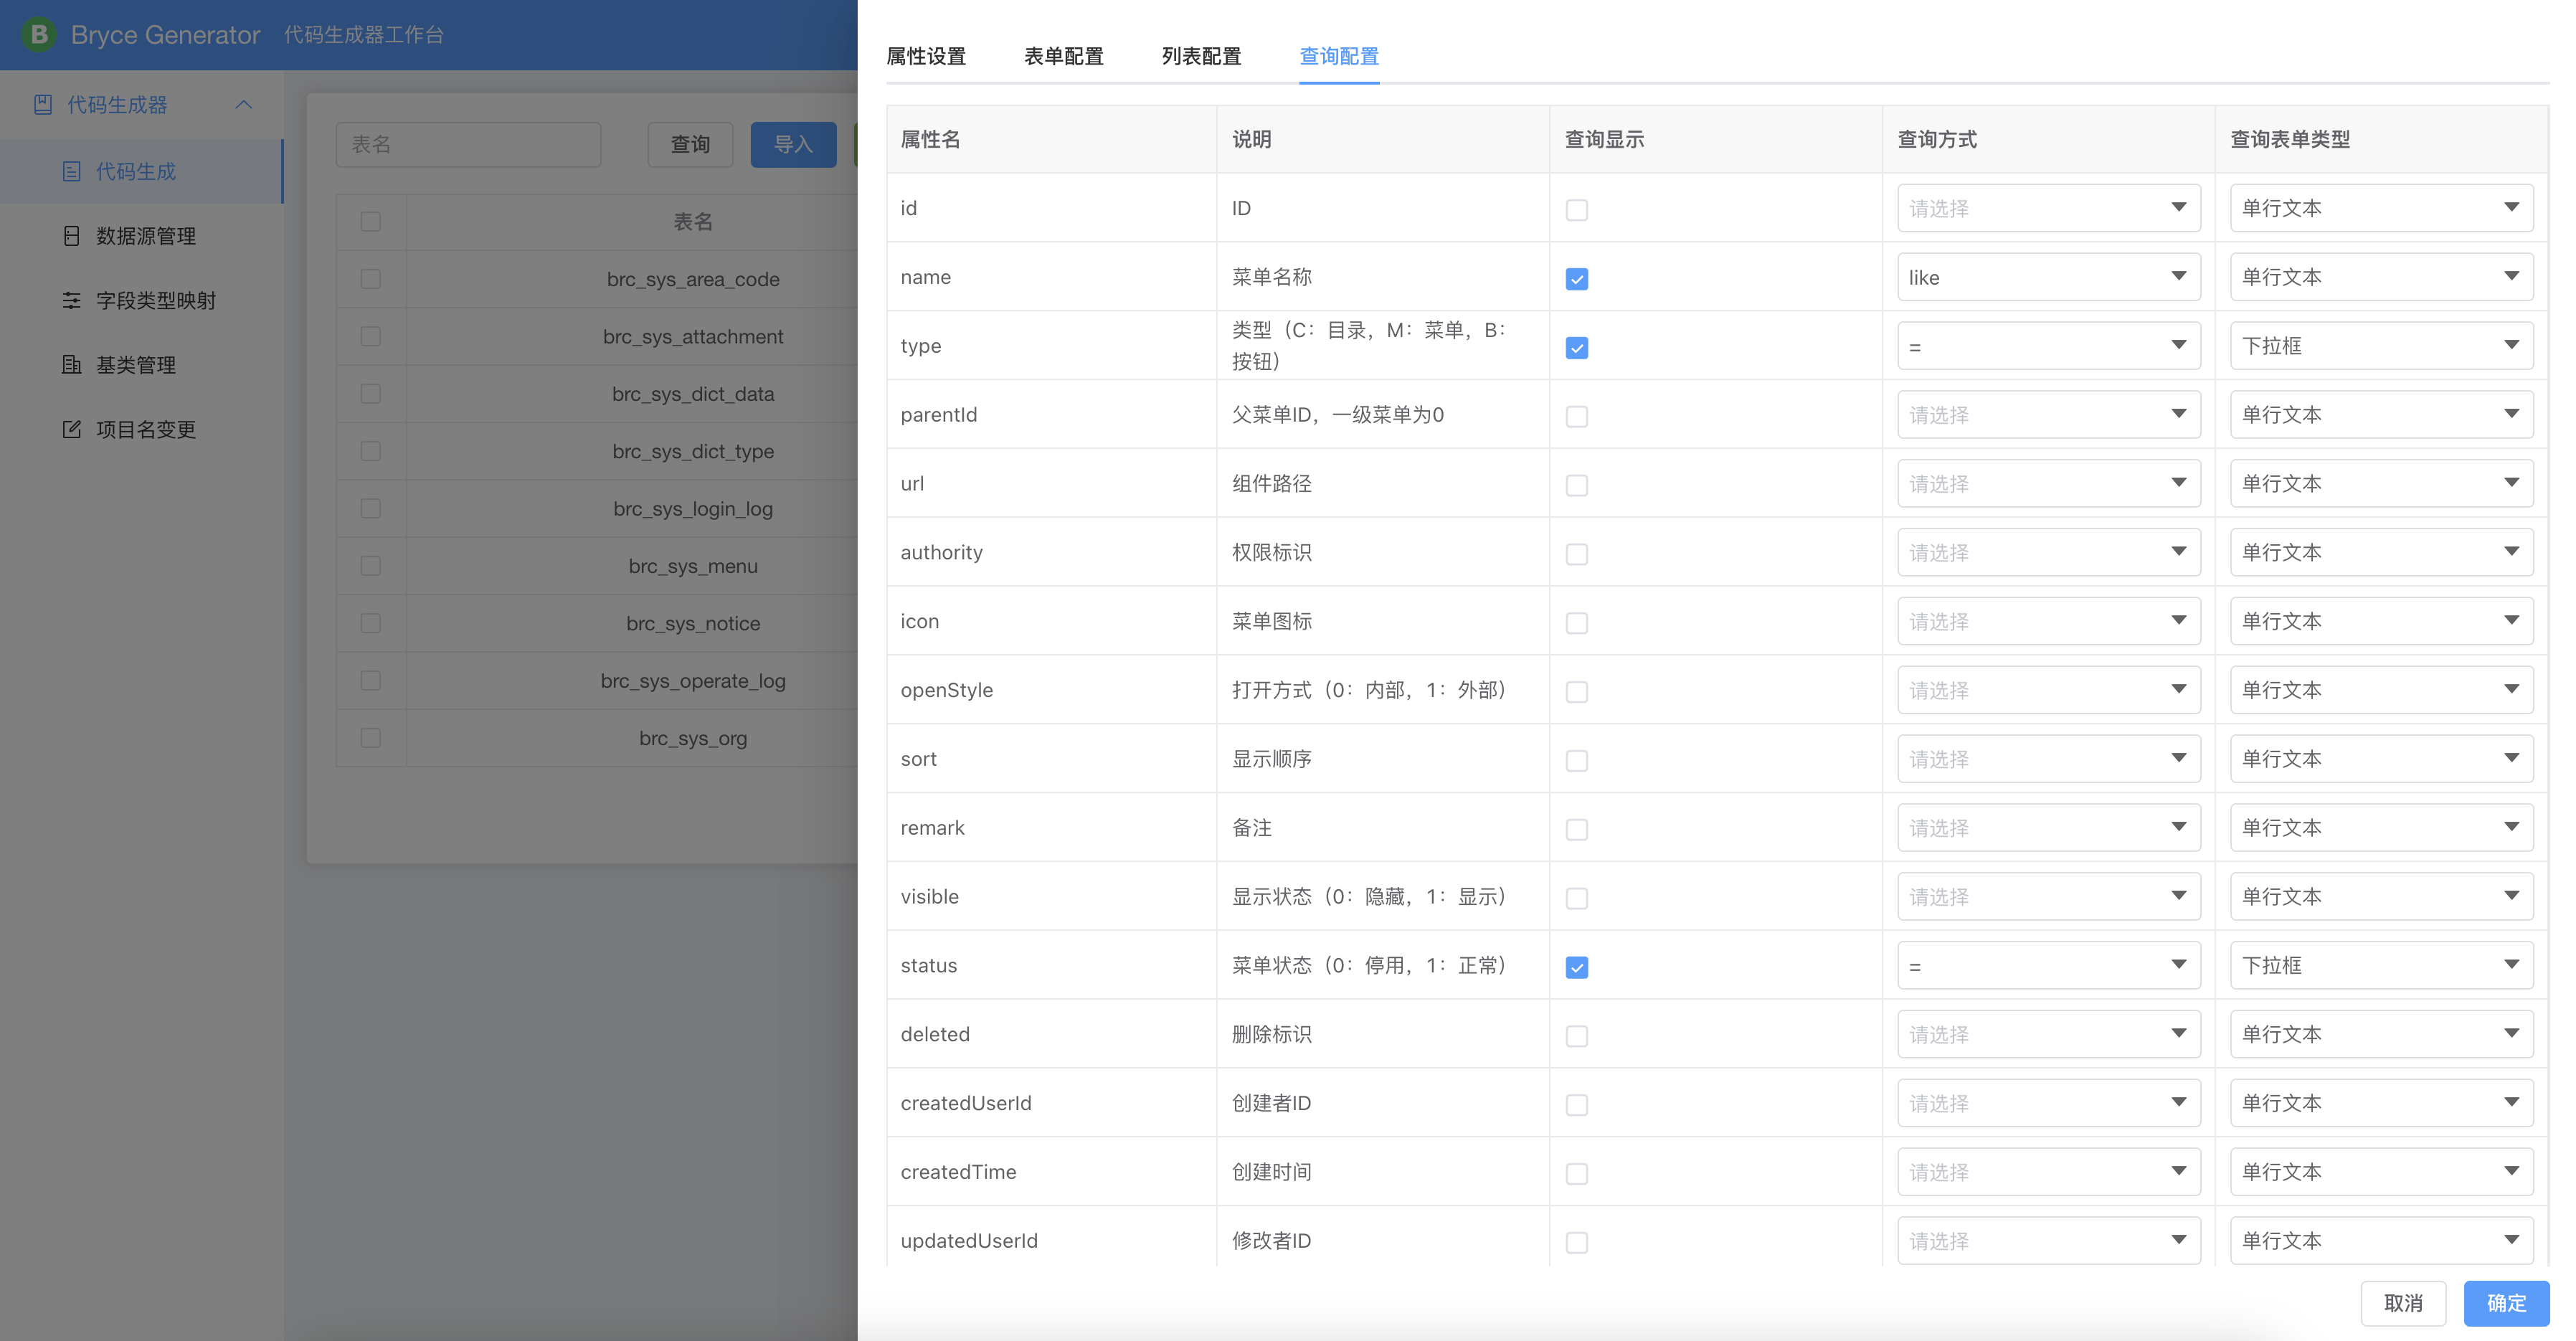 B Bryce Generator 代码生成器工作台
代码生成器
代码生成
数据源管理
字段类型映射
基类管理
项目名变更
表名 查询 导入
表名
brc_sys_area_code
brc_sys_attachment
brc_sys_dict_data
brc_sys_dict_type
brc_sys_login_log
brc_sys_menu
brc_sys_notice
brc_sys_operate_log
brc_sys_org
属性设置 表单配置 列表配置 查询配置
属性名 说明 查询显示 查询方式 查询表单类型
id ID 请选择 单行文本
name 菜单名称 like 单行文本
type 类型（C：目录，M：菜单，B：
按钮） = 下拉框
parentId 父菜单ID，一级菜单为0 请选择 单行文本
url 组件路径 请选择 单行文本
authority 权限标识 请选择 单行文本
icon 菜单图标 请选择 单行文本
openStyle 打开方式（0：内部，1：外部） 请选择 单行文本
sort 显示顺序 请选择 单行文本
remark 备注 请选择 单行文本
visible 显示状态（0：隐藏，1：显示） 请选择 单行文本
status 菜单状态（0：停用，1：正常） = 下拉框
deleted 删除标识 请选择 单行文本
createdUserId 创建者ID 请选择 单行文本
createdTime 创建时间 请选择 单行文本
updatedUserId 修改者ID 请选择 单行文本
取消 确定